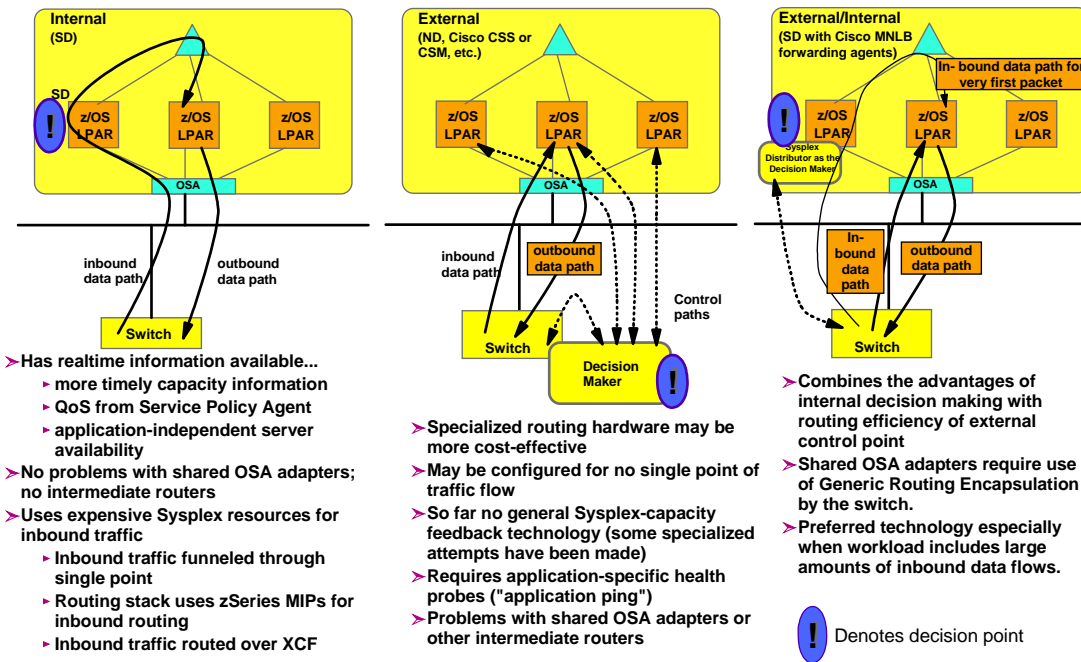 Internal
(SD)
SD
!
z/OS
LPAR
z/OS
LPAR
z/OS
LPAR
OSA
inbound
data path
outbound
data path
Switch
Has realtime information available...
more timely capacity information
QoS from Service Policy Agent
application-independent server
availability
No problems with shared OSA adapters;
no intermediate routers
Uses expensive Sysplex resources for
inbound traffic
Inbound traffic funneled through
single point
Routing stack uses zSeries MIPs for
inbound routing
Inbound traffic routed over XCF
External
(ND, Cisco CSS or
CSM, etc.)
z/OS
LPAR
z/OS
LPAR
z/OS
LPAR
OSA
inbound
data path
outbound
data path
Control
paths
Switch
Decision
Maker
!
Specialized routing hardware may be
more cost-effective
May be configured for no single point of
traffic flow
So far no general Sysplex-capacity
feedback technology (some specialized
attempts have been made)
Requires application-specific health
probes ("application ping")
Problems with shared OSA adapters or
other intermediate routers
External/Internal
(SD with Cisco MNLB
forwarding agents)
In- bound data path for
very first packet
!
z/OS
LPAR
z/OS
LPAR
z/OS
LPAR
Sysplex
Distributor as the
Decision Maker
OSA
In-
bound
data
path
outbound
data path
Switch
Combines the advantages of
internal decision making with
routing efficiency of external
control point
Shared OSA adapters require use
of Generic Routing Encapsulation
by the switch.
Preferred technology especially
when workload includes large
amounts of inbound data flows.
! Denotes decision point